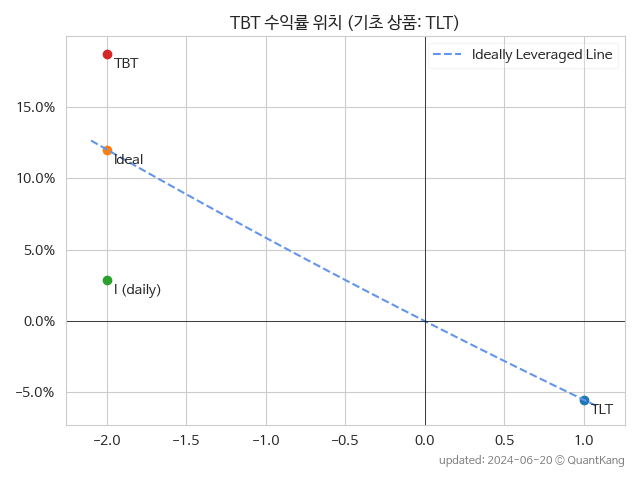 TBT 수익률 위치 (기초 상품: TLT)
Ideally Leveraged Line
TBT
15.0%
Ideal
10.0%
5.0%
I (daily)
0.0%
−5.0%
TLT
−2.0 −1.5 −1.0 −0.5 0.0 0.5 1.0
updated: 2024-06-20 © QuantKang